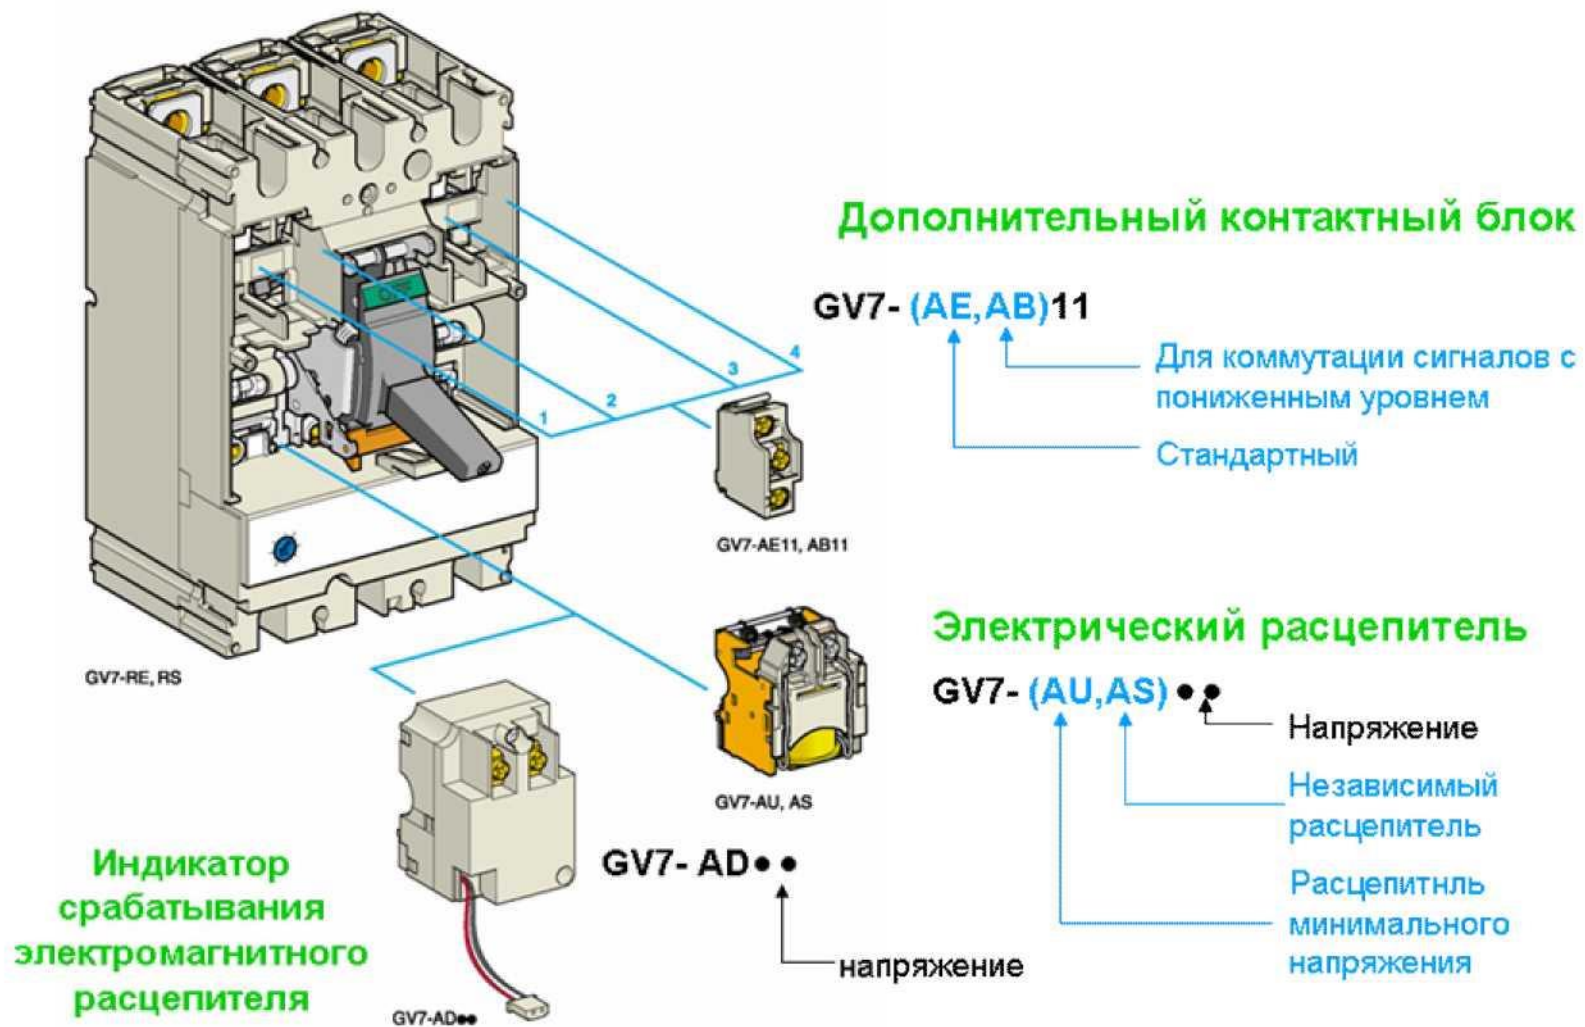 Дополнительный контактный блок
GV7- (AE,AB)11
Для коммутации сигналов с
пониженным уровнем
Стандартный
1
2
3
4
GV7-AE11, AB11
GV7-RE, RS
Электрический расцепитель
GV7- (AU,AS) ••
Напряжение
Независимый
расцепитель
Расцепитнль
минимального
напряжения
GV7-AU, AS
Индикатор
срабатывания
электромагнитного
расцепителя
GV7- AD••
напряжение
GV7-AD●●